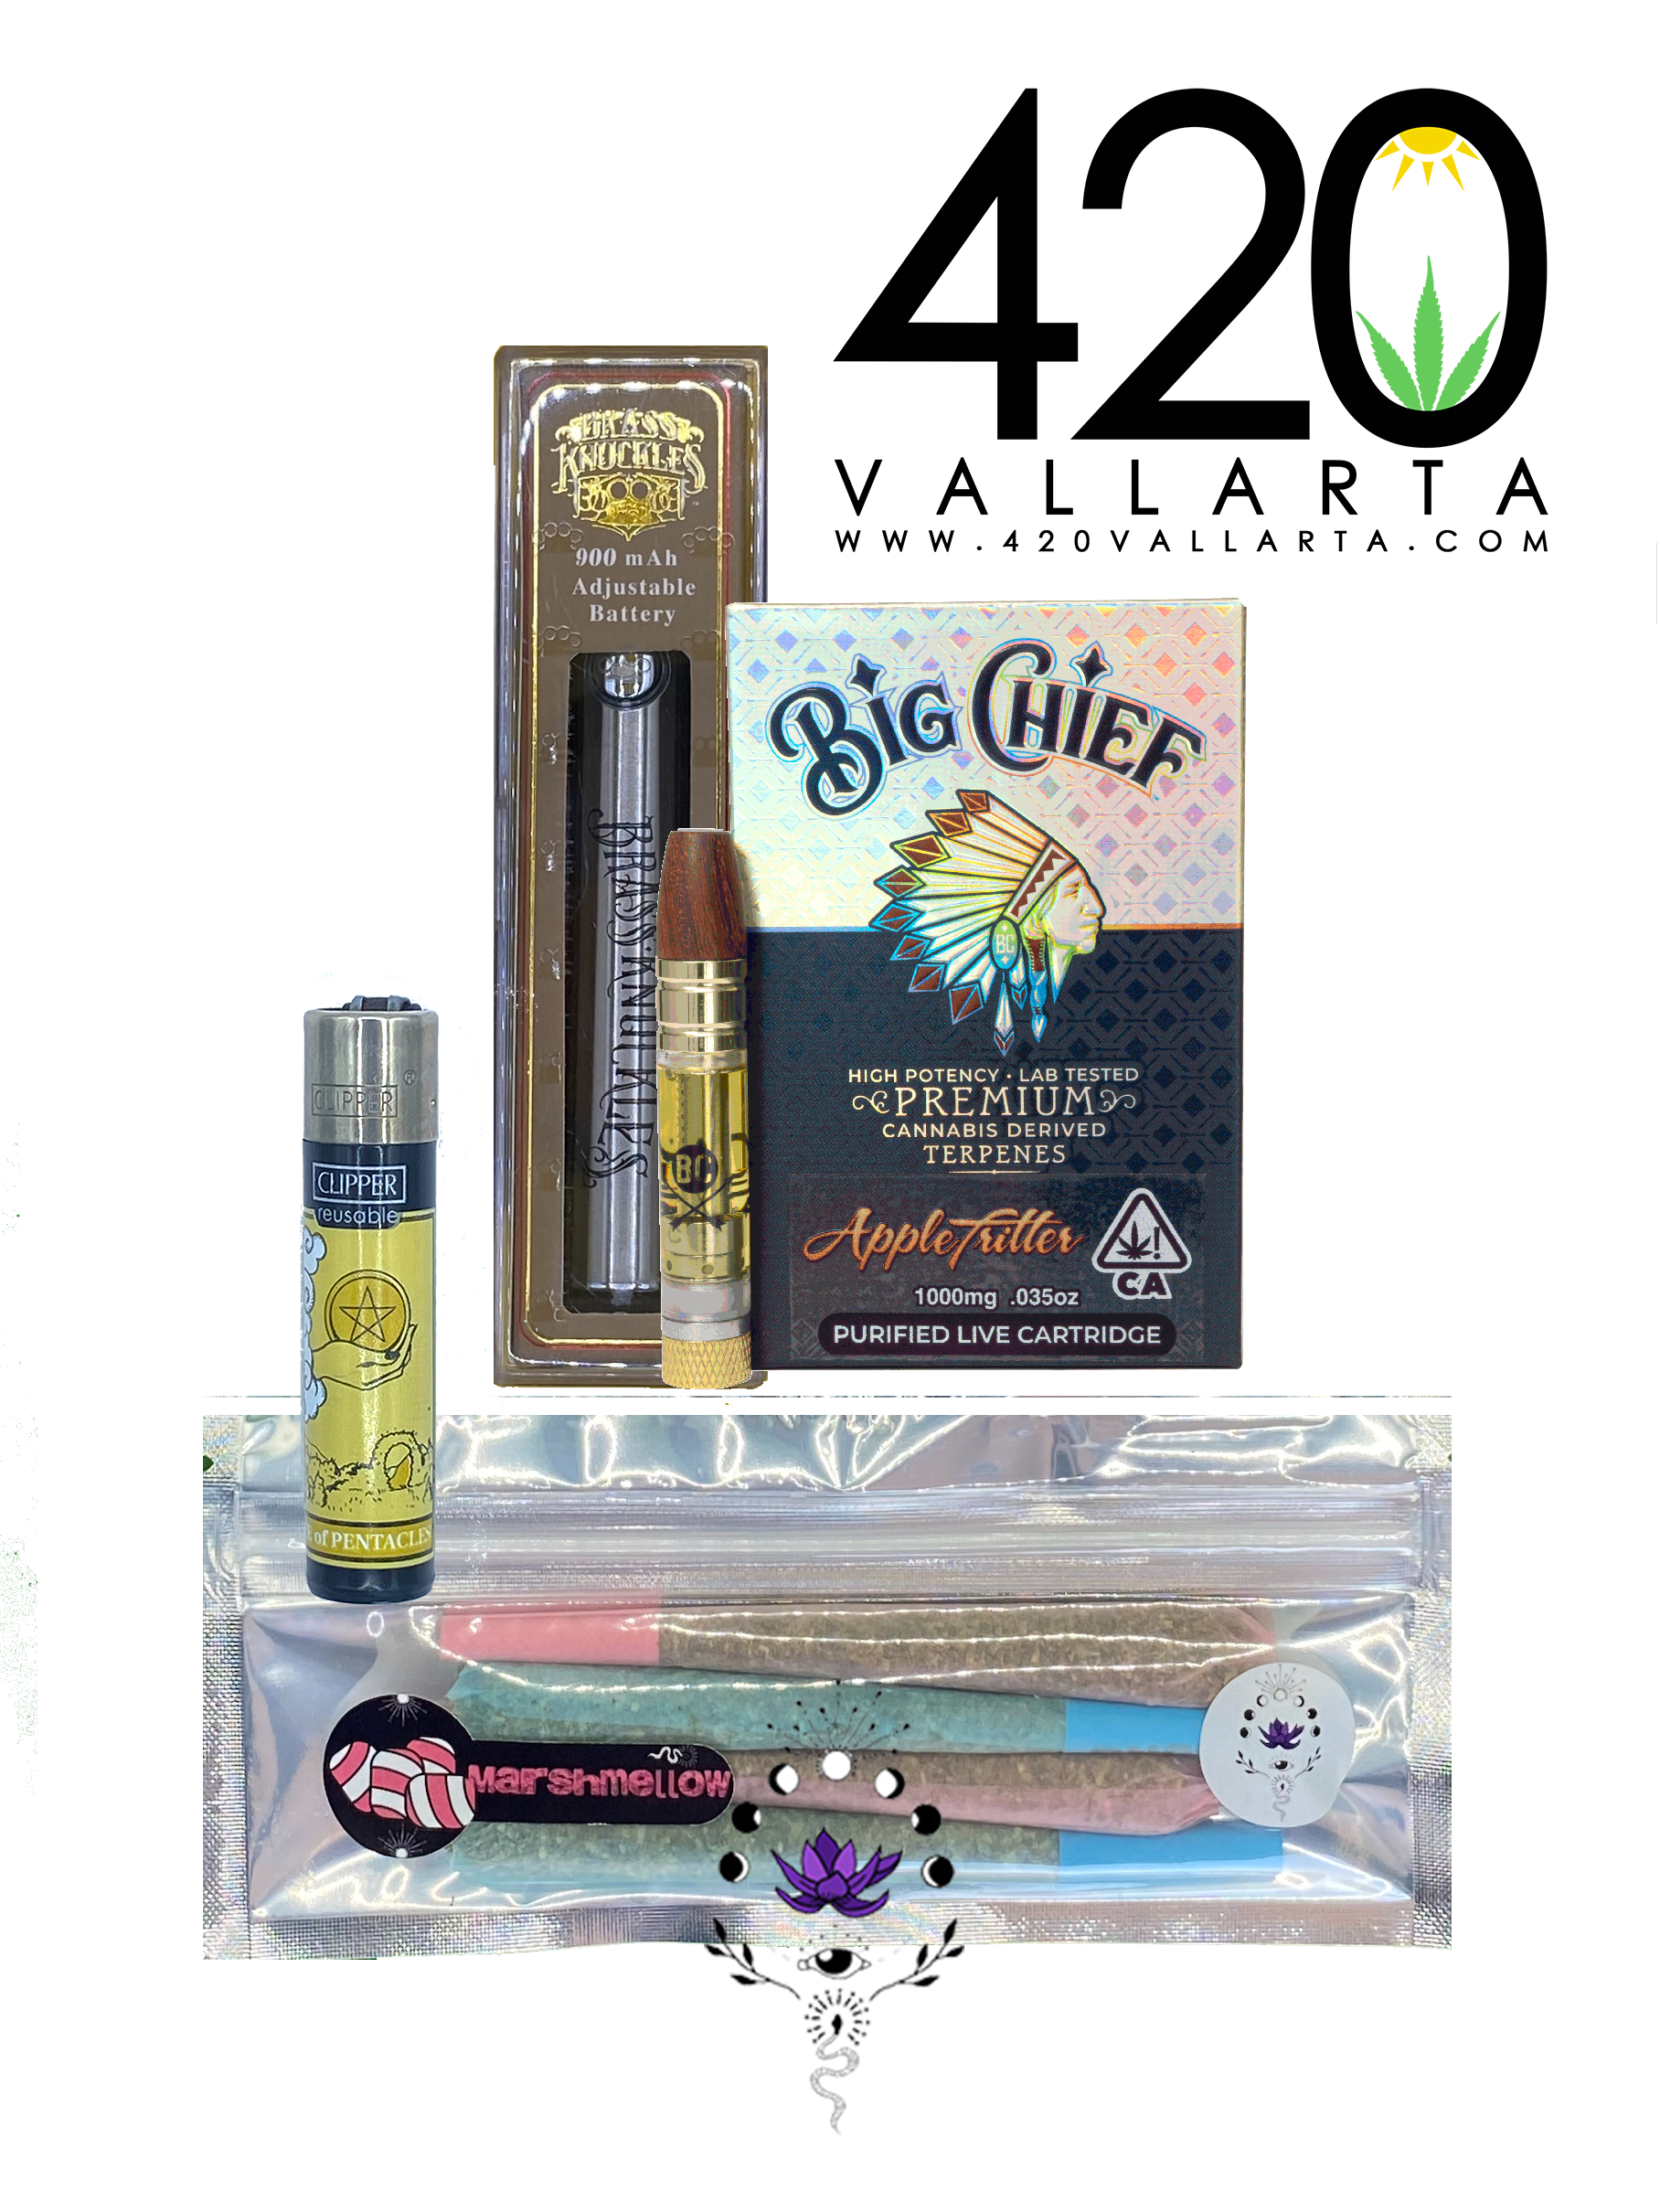 420
VALLARTA
WWW.420VALLARTA.COM
BRASS
KNUCKLES
900 mAh
Adjustable
Battery
BRASS·KNUCKLES
BIG CHIEF
BC
HIGH POTENCY · LAB TESTED
PREMIUM
CANNABIS DERIVED
TERPENES
Apple Fritter
CA
1000mg .035oz
PURIFIED LIVE CARTRIDGE
BC
CLIPPER®
CLIPPER
reusable
of PENTACLES
Marshmellow